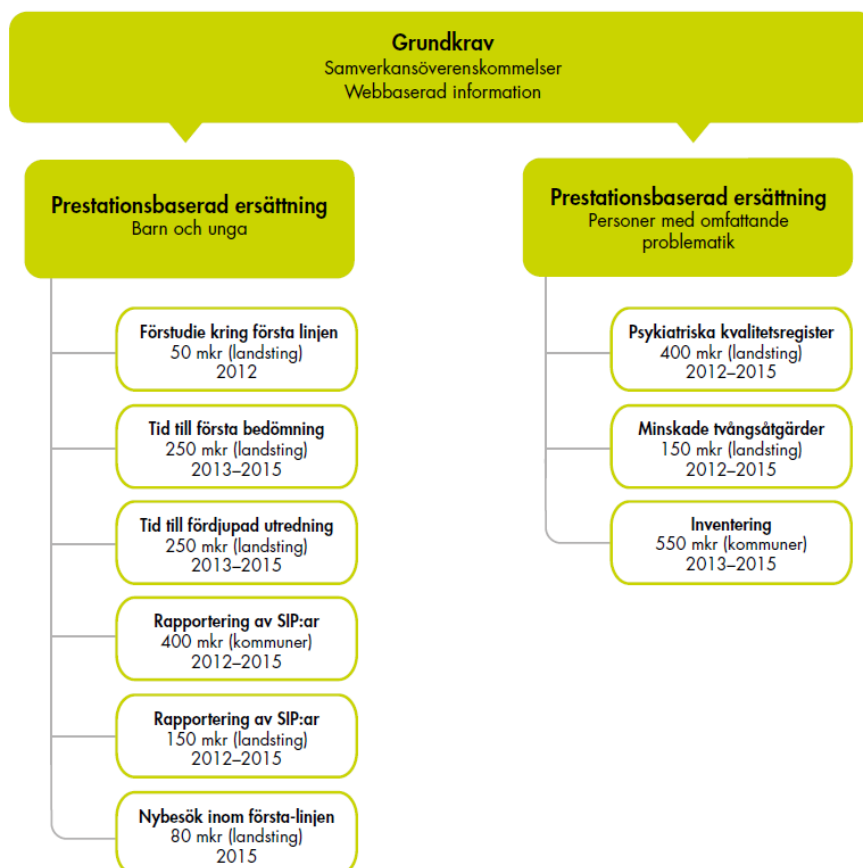 Grundkrav
Samverkansöverenskommelser
Webbaserad information
Prestationsbaserad ersättning
Barn och unga
Förstudie kring första linjen
50 mkr (landsting)
2012
Tid till första bedömning
250 mkr (landsting)
2013–2015
Tid till fördjupad utredning
250 mkr (landsting)
2013–2015
Rapportering av SIP:ar
400 mkr (kommuner)
2012–2015
Rapportering av SIP:ar
150 mkr (landsting)
2012–2015
Nybesök inom första-linjen
80 mkr (landsting)
2015
Prestationsbaserad ersättning
Personer med omfattande
problematik
Psykiatriska kvalitetsregister
400 mkr (landsting)
2012–2015
Minskade tvångsåtgärder
150 mkr (landsting)
2012–2015
Inventering
550 mkr (kommuner)
2013–2015